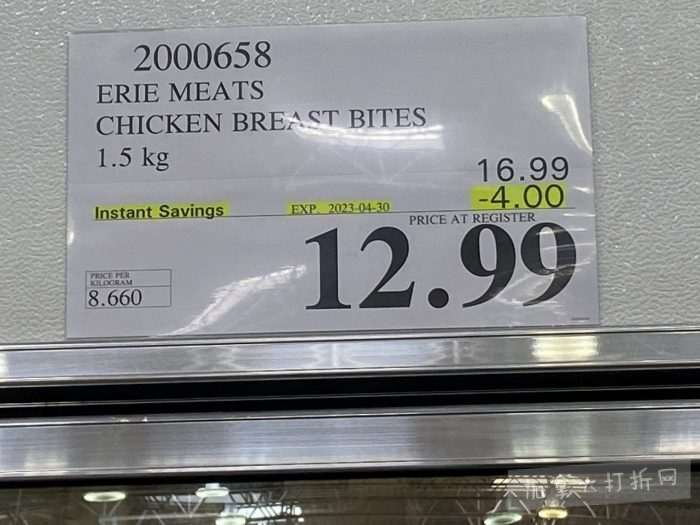 2000658
ERIE MEATS
CHICKEN BREAST BITES
1.5 kg
16.99
Instant Savings EXP. 2023-04-30 -4.00
PRICE AT REGISTER
12.99
PRICE PER
KILOGRAM
8.660
打折网